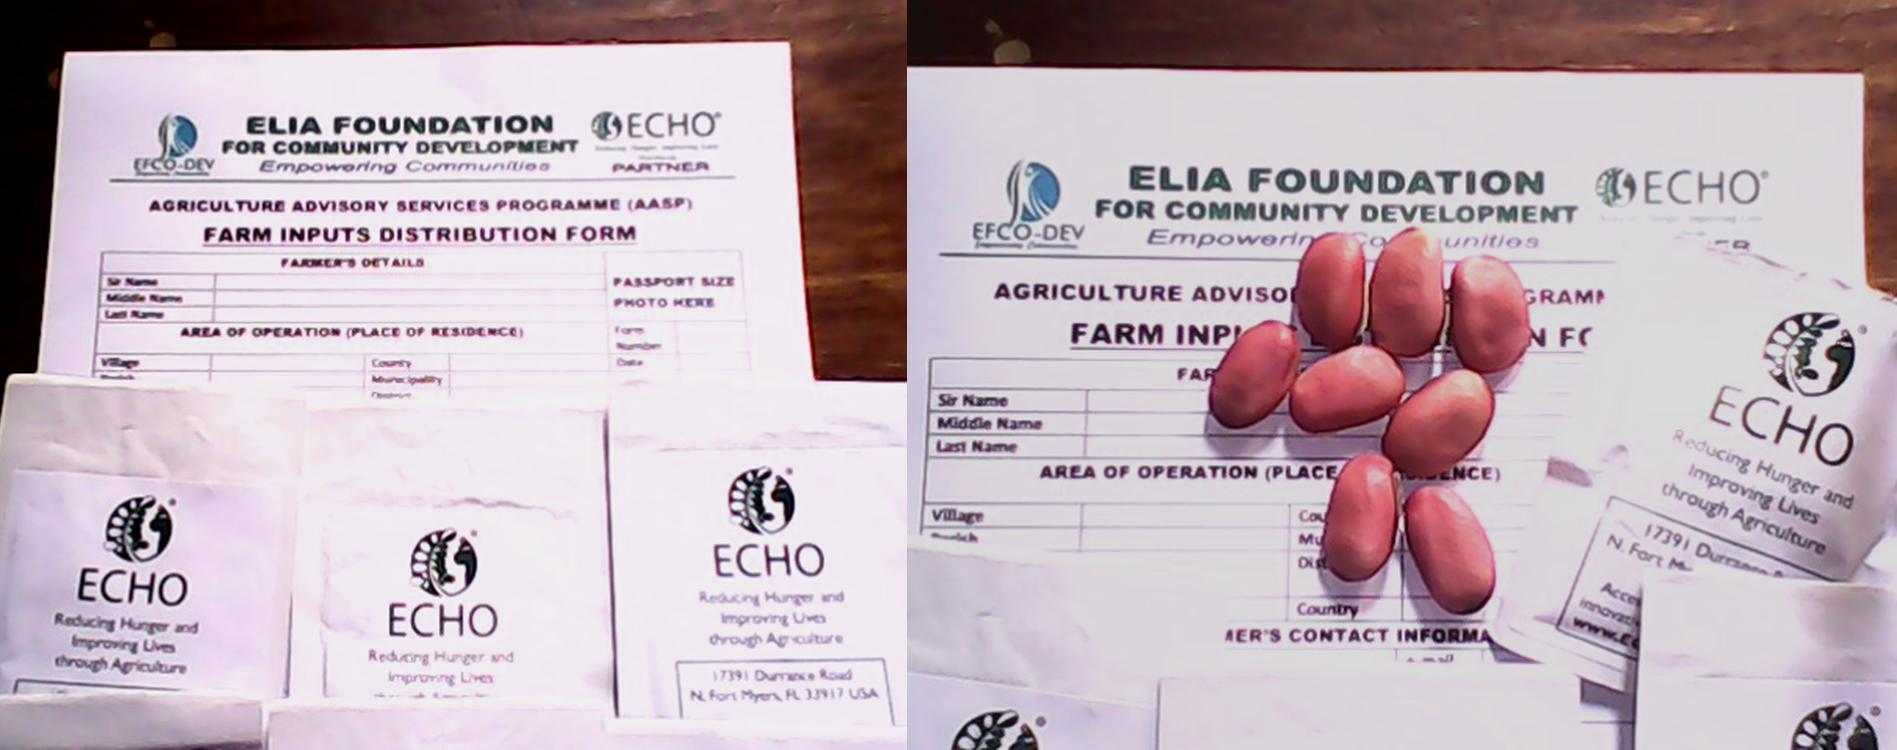 EFCO-DEV
ELIA FOUNDATION
FOR COMMUNITY DEVELOPMENT
Empowering Communities
ECHO®
PARTNER
AGRICULTURE ADVISORY SERVICES PROGRAMME (AASP)
FARM INPUTS DISTRIBUTION FORM
FARMER'S DETAILS
Sir Name
Middle Name
Last Name
PASSPORT SIZE
PHOTO HERE
AREA OF OPERATION (PLACE OF RESIDENCE)
Form
Number
Village
County
Date
Municipality
ECHO
Reducing Hunger and
Improving Lives
through Agriculture
ECHO
Reducing Hunger and
Improving Lives
ECHO
Reducing Hunger and
Improving Lives
through Agriculture
17391 Durrance Road
N. Fort Myers, FL 33917 USA
EFCO-DEV
ELIA FOUNDATION
FOR COMMUNITY DEVELOPMENT
ECHO®
AGRICULTURE
FARM
Sir Name
Middle Name
Last Name
AREA OF OPERATION (PLACE
Village
Country
CONTACT
ECHO
Reducing Hunger and
Improving Lives
through Agriculture
17391 Durrance
N. Fort